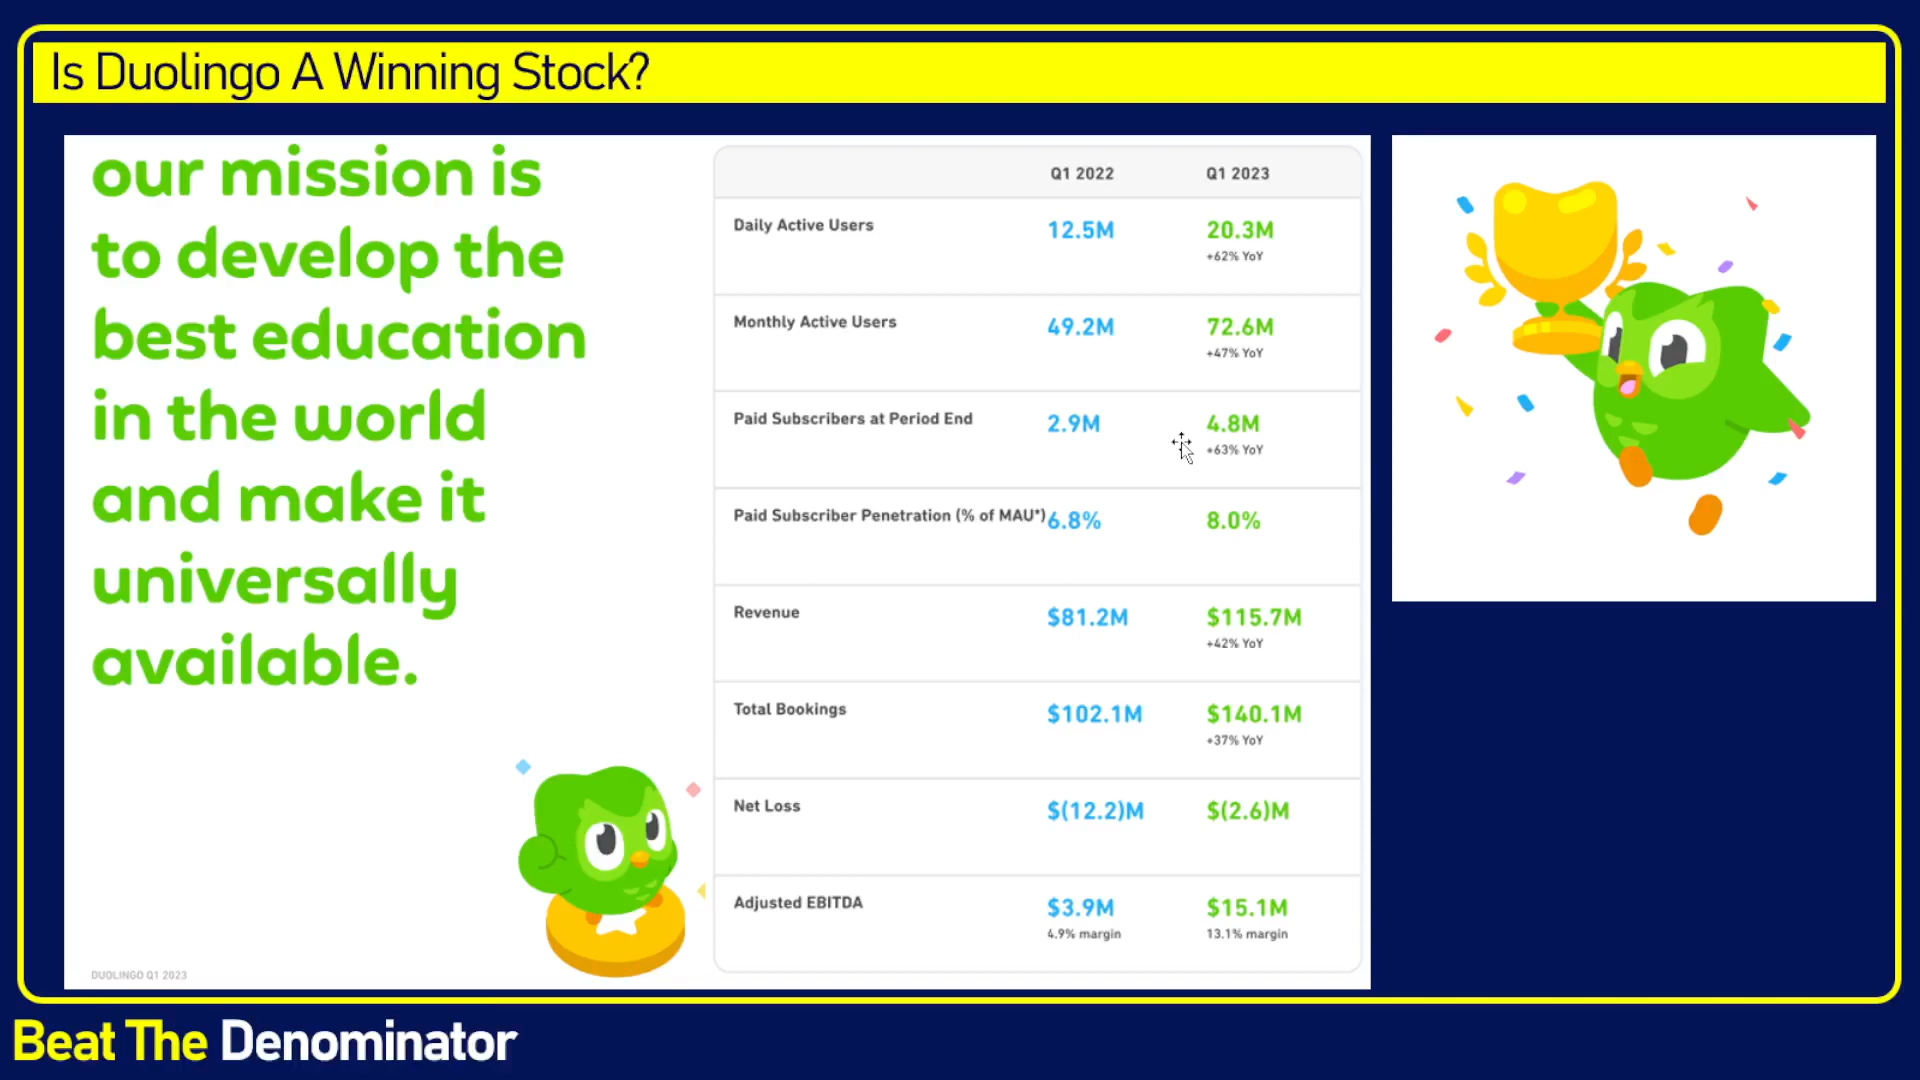 Is Duolingo A Winning Stock?
our mission is
to develop the
best education
in the world
and make it
universally
available.
DUOLINGO Q1 2023
Q1 2022 Q1 2023
Daily Active Users 12.5M 20.3M
+62% YoY
Monthly Active Users 49.2M 72.6M
+47% YoY
Paid Subscribers at Period End 2.9M 4.8M
+63% YoY
Paid Subscriber Penetration (% of MAU*) 6.8% 8.0%
Revenue $81.2M $115.7M
+42% YoY
Total Bookings $102.1M $140.1M
+37% YoY
Net Loss $(12.2)M $(2.6)M
Adjusted EBITDA $3.9M $15.1M
4.9% margin 13.1% margin
Beat The Denominator